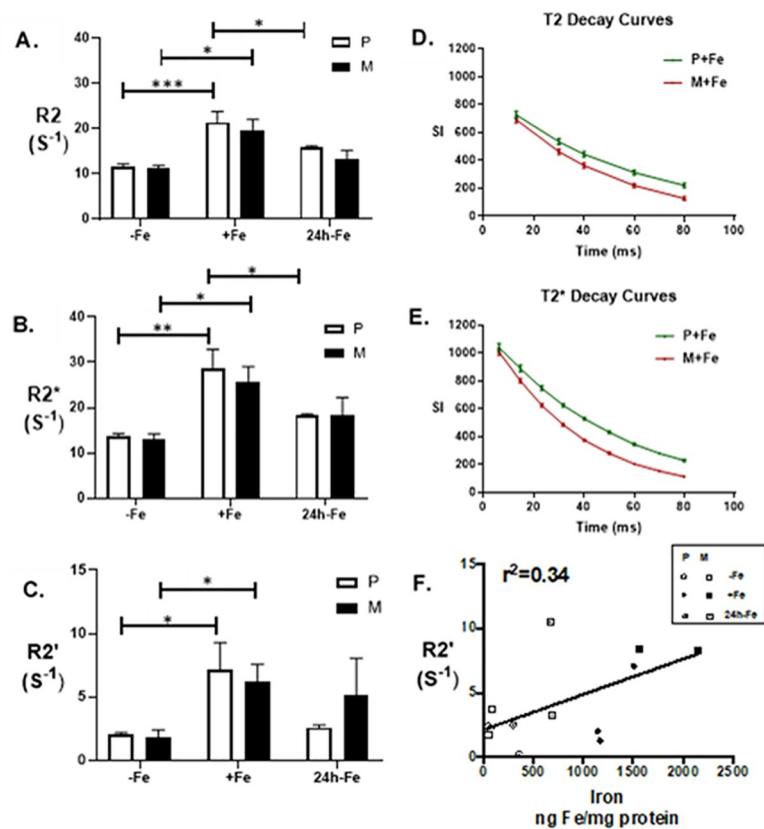 A.
R2
(S⁻¹)
40
30
20
10
0
*
*
***
P
M
-Fe
+Fe
24h-Fe
B.
R2*
(S⁻¹)
40
30
20
10
0
*
*
**
P
M
-Fe
+Fe
24h-Fe
C.
R2'
(S⁻¹)
15
10
5
0
*
*
P
M
-Fe
+Fe
24h-Fe
D.
T2 Decay Curves
P+Fe
M+Fe
SI
1200
1000
800
600
400
200
0
0
20
40
60
80
100
Time (ms)
E.
T2* Decay Curves
P+Fe
M+Fe
SI
1200
1000
800
600
400
200
0
0
20
40
60
80
100
Time (ms)
F.
r²=0.34
P M
-Fe
+Fe
24h-Fe
R2'
(S⁻¹)
15
10
5
0
0
500
1000
1500
2000
2500
Iron
ng Fe/mg protein